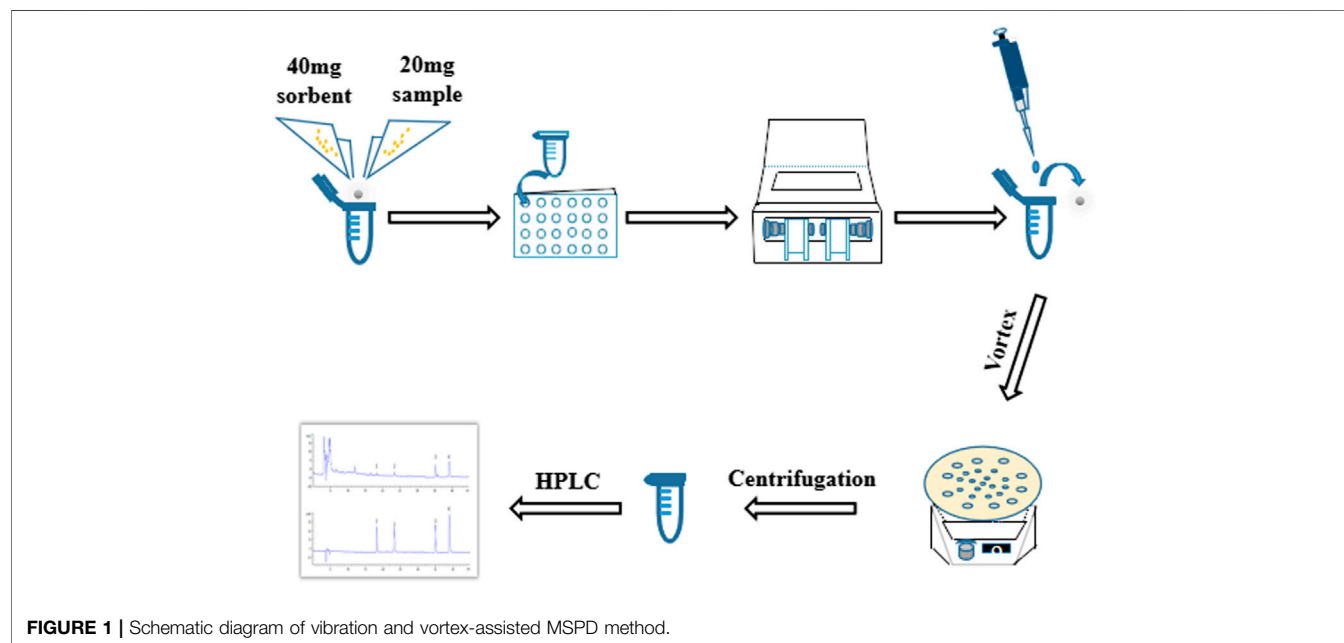 40mg
sorbent
20mg
sample
Vortex
Centrifugation
HPLC
FIGURE 1 | Schematic diagram of vibration and vortex-assisted MSPD method.